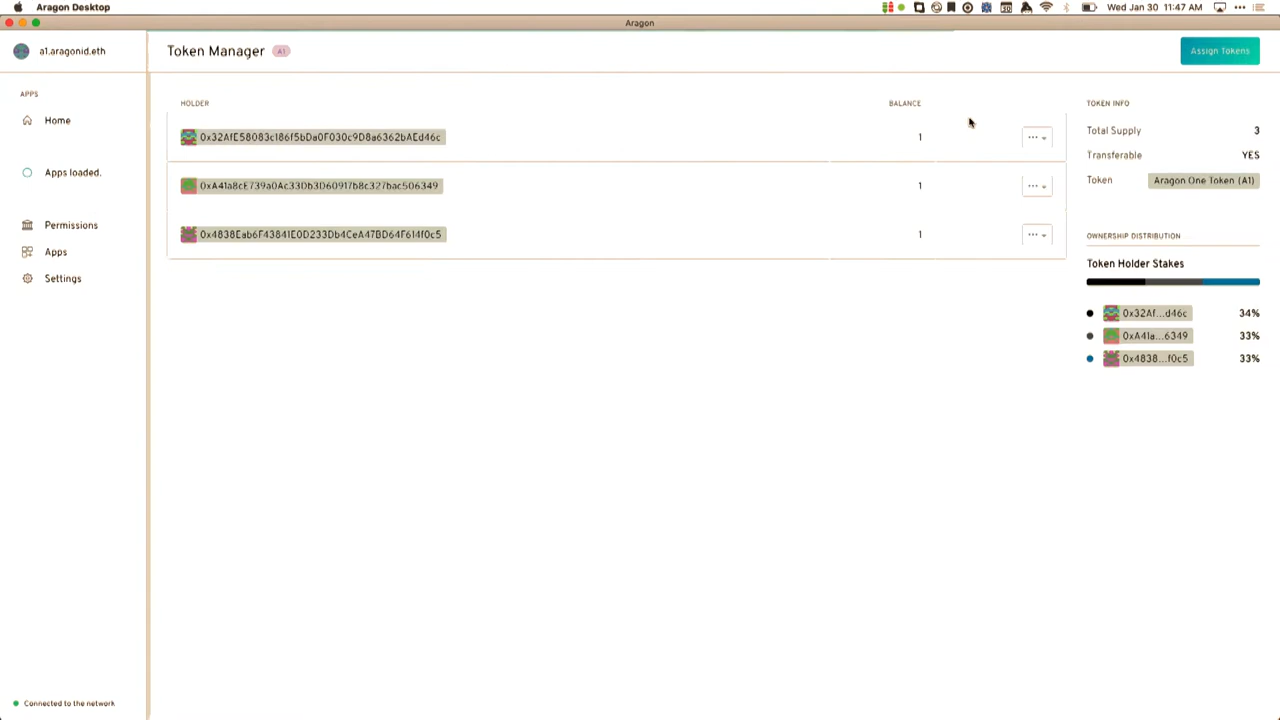 Aragon Desktop
Wed Jan 30 11:47 AM
Aragon
a1.aragonid.eth
Token Manager A1
Assign Tokens
APPS
Home
Apps loaded.
Permissions
Apps
Settings
HOLDER BALANCE
0x32AfE58083c186f5bDa0F030c9D8a6362bAEd46c 1
0xA41a8cE739a0Ac33Db3D60917b8c327bac506349 1
0x4838Eab6F43841E0D233Db4CeA47BD64F614f0c5 1
TOKEN INFO
Total Supply 3
Transferable YES
Token Aragon One Token (A1)
OWNERSHIP DISTRIBUTION
Token Holder Stakes
0x32Af...d46c 34%
0xA41a...6349 33%
0x4838...f0c5 33%
Connected to the network